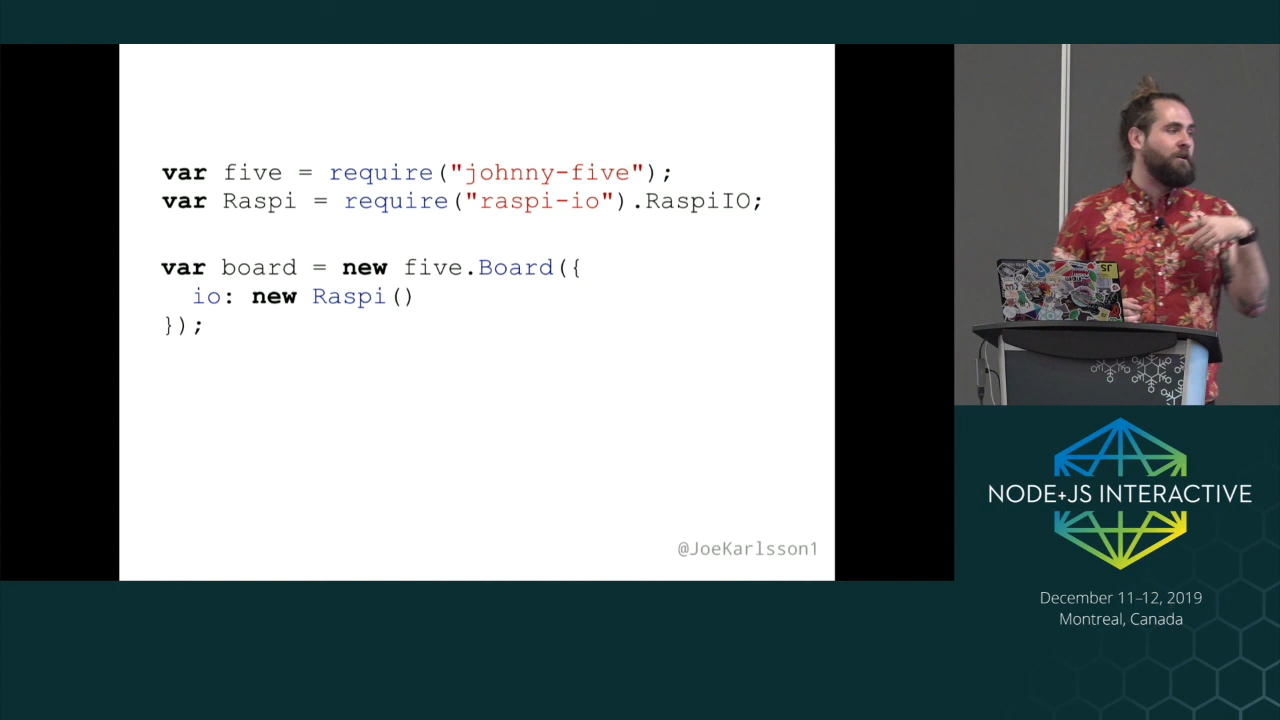 var five = require("johnny-five");
var Raspi = require("raspi-io").RaspiIO;
var board = new five.Board({
  io: new Raspi()
});
@JoeKarlsson1
JS
NODE+JS INTERACTIVE
December 11–12, 2019
Montreal, Canada